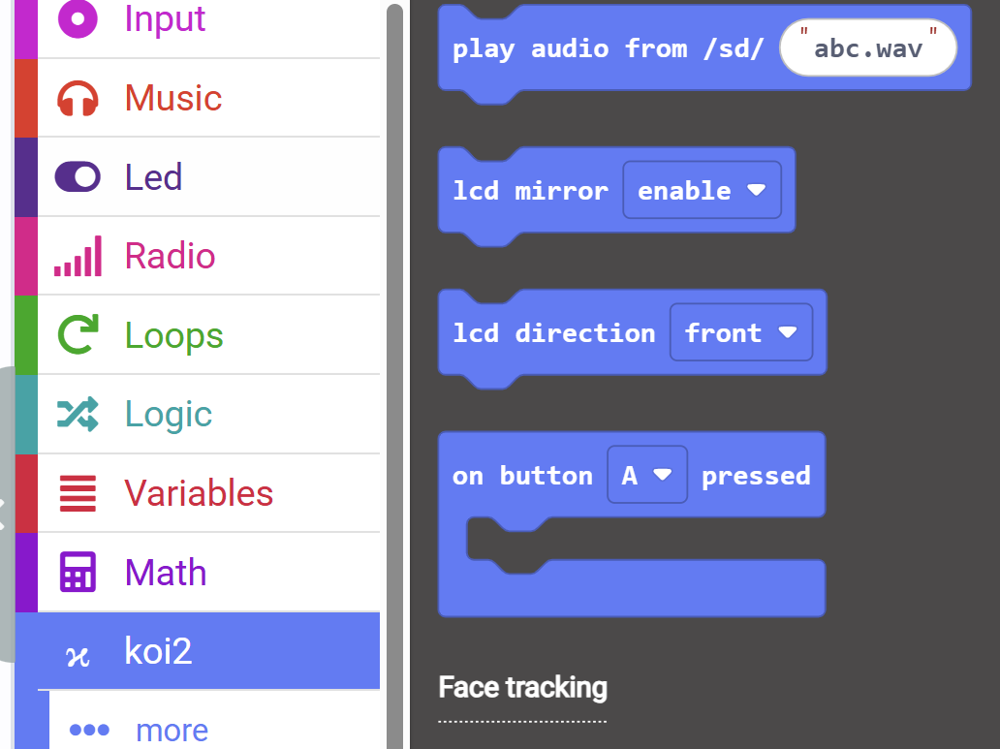 Input
Music
Led
Radio
Loops
Logic
Variables
Math
koi2
more
play audio from /sd/ "abc.wav"
lcd mirror enable
lcd direction front
on button A pressed
Face tracking